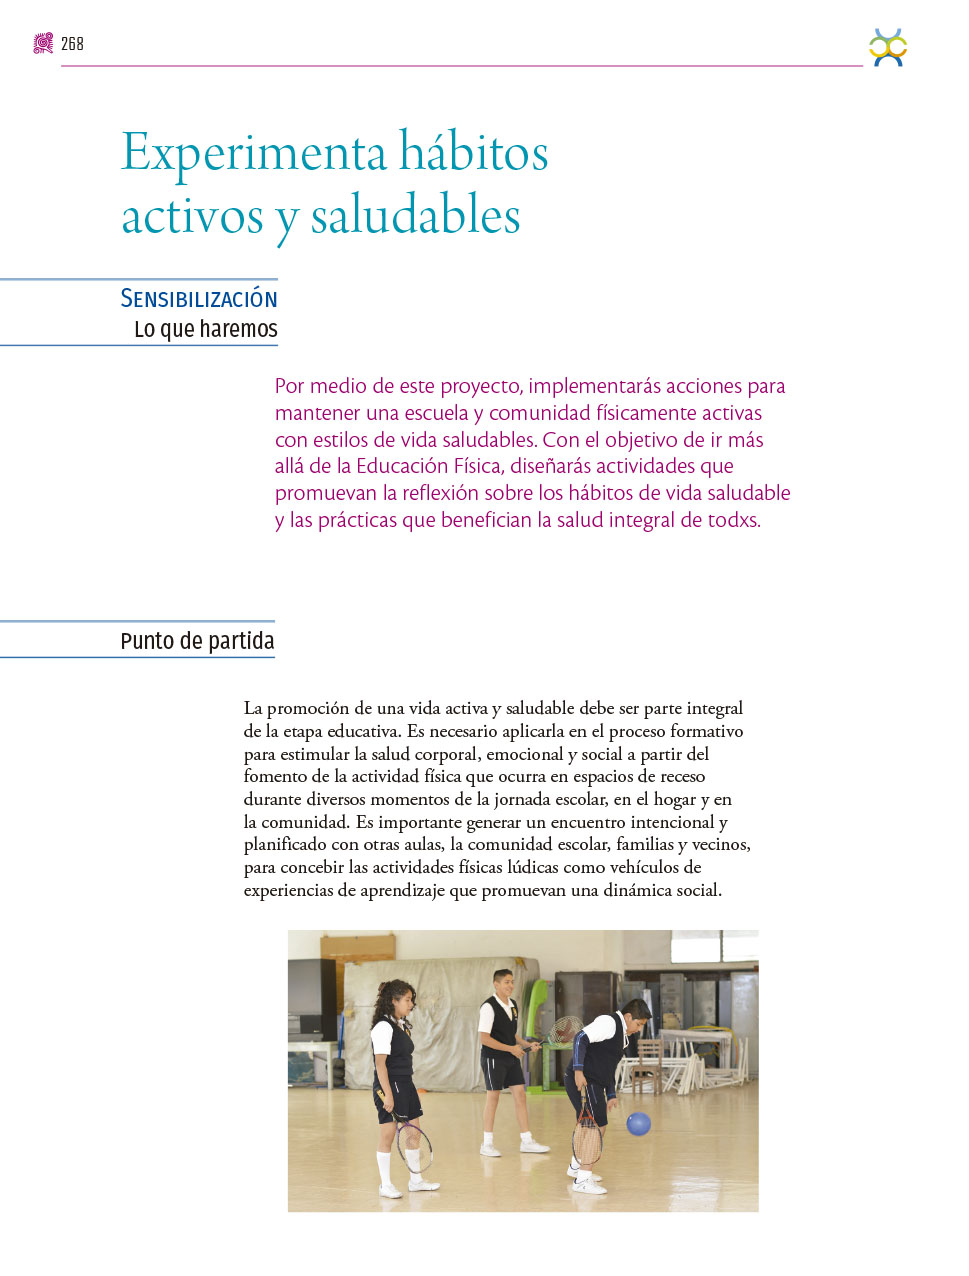 268
Experimenta hábitos
activos y saludables
SENSIBILIZACIÓN
Lo que haremos
Por medio de este proyecto, implementarás acciones para
mantener una escuela y comunidad físicamente activas
con estilos de vida saludables. Con el objetivo de ir más
allá de la Educación Física, diseñarás actividades que
promuevan la reflexión sobre los hábitos de vida saludable
y las prácticas que benefician la salud integral de todxs.
Punto de partida
La promoción de una vida activa y saludable debe ser parte integral
de la etapa educativa. Es necesario aplicarla en el proceso formativo
para estimular la salud corporal, emocional y social a partir del
fomento de la actividad física que ocurra en espacios de receso
durante diversos momentos de la jornada escolar, en el hogar y en
la comunidad. Es importante generar un encuentro intencional y
planificado con otras aulas, la comunidad escolar, familias y vecinos,
para concebir las actividades físicas lúdicas como vehículos de
experiencias de aprendizaje que promuevan una dinámica social.